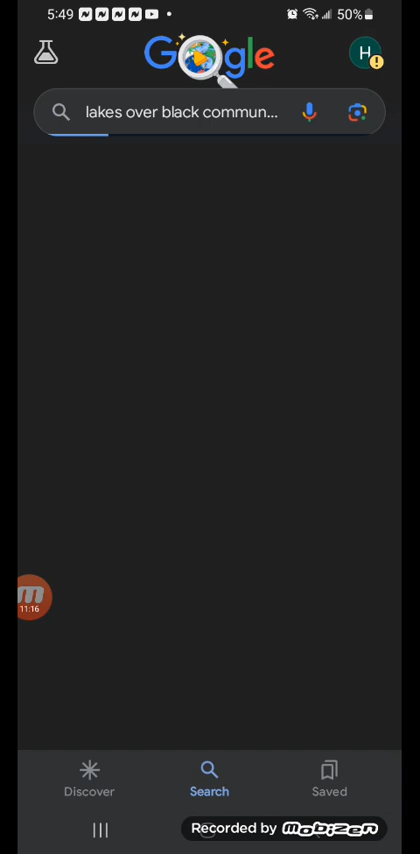 5:49
50%
Google
H
lakes over black commun...
11:16
Discover
Search
Saved
Recorded by mobizen